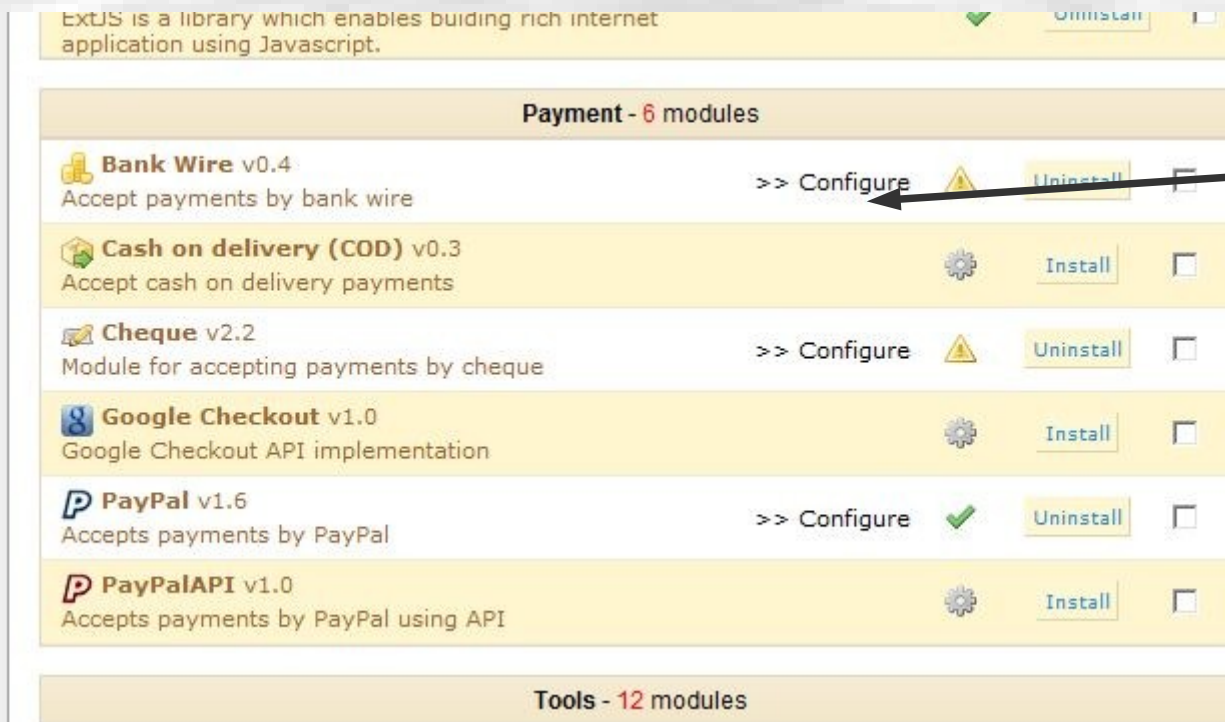 ExtJS is a library which enables buiding rich internet
application using Javascript.
Uninstall
Payment - 6 modules
Bank Wire v0.4
Accept payments by bank wire
>> Configure
Uninstall
Cash on delivery (COD) v0.3
Accept cash on delivery payments
Install
Cheque v2.2
Module for accepting payments by cheque
>> Configure
Uninstall
Google Checkout v1.0
Google Checkout API implementation
Install
PayPal v1.6
Accepts payments by PayPal
>> Configure
Uninstall
PayPalAPI v1.0
Accepts payments by PayPal using API
Install
Tools - 12 modules